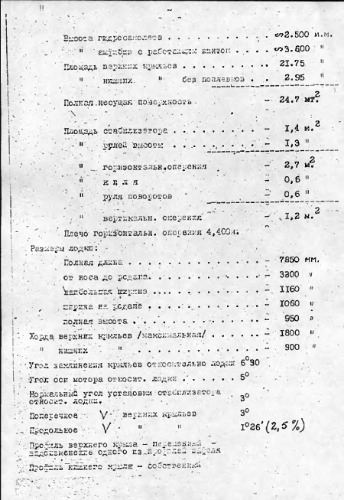 Высота гидросамолета . . . . . . . . . ∽2.500 м.м.
" амфибии с работающим винтом . . - ∽3.600 "
Площадь верхних крыльев . . . . . . - 21.75 "
" нижних " без поплавков . . - 2.95 "
Полная несущая поверхность - 24.7 мт.²
Площадь стабилизатора . . . . . . . - 1,4 м.²
" рулей высоты . . . . . . . - 1,3 "
" горизонтальн. оперения - 2,7 м.²
" киля - 0,6 "
" руля поворотов - 0,6 "
" вертикальн. оперения - 1,2 м.²
Плечо горизонтальн. оперения 4,400м.
Размеры лодки:
Полная длина . . . . . . . . . . . - 7850 мм.
от носа до редана. . . . . . . . . - 3200 "
наибольшая ширина . . . . . . . . - 1160 "
ширина на редане . . . . . . . . . - 1060 "
полная высота . . . . . . . . . . - 950 "
Хорда верхних крыльев /максимальная/ . . . - 1800 "
" нижних " . . . . . . . . . - 900 "
Угол заклинения крыльев относительно лодки 6°30
Угол оси мотора относит. лодки . . . . 5°
Нормальный угол установки стабилизатора
относит. лодки. . . . . . . . . . . 3°
Поперечное V верхних крыльев 3°
Продольное V " " 1°26' (2,5 %)
Профиль верхнего крыла - переменный -
видоизменение одного из профилей
Профиль нижнего крыла - собственный